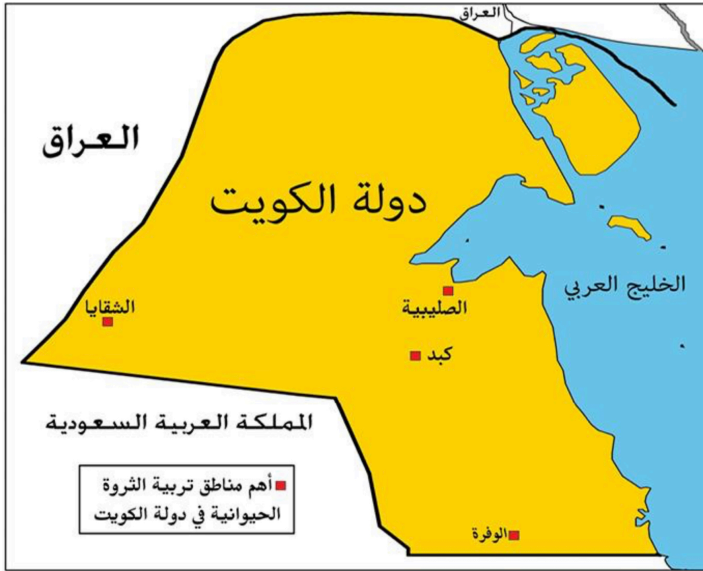 العراق
العراق
دولة الكويت
الخليج العربي
الصليبية
الشقايا
كبد
المملكة العربية السعودية
أهم مناطق تربية الثروة
الحيوانية في دولة الكويت
الوفرة